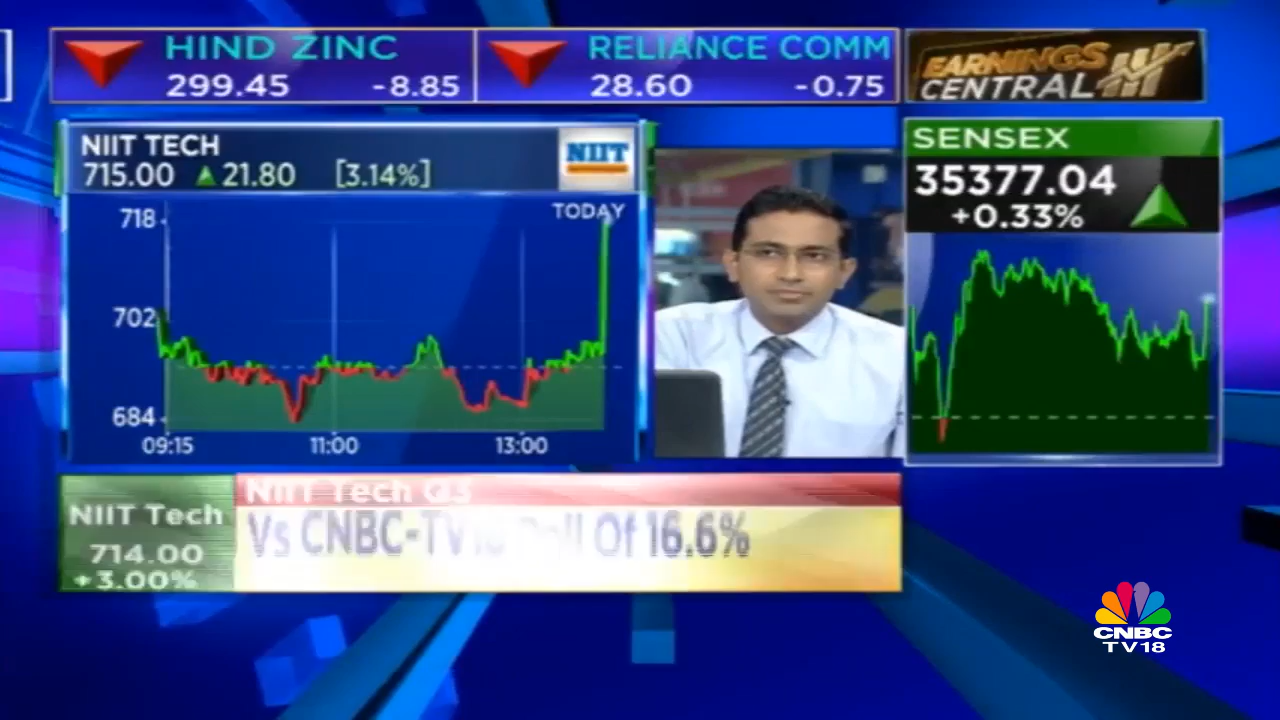 HIND ZINC
299.45 -8.85
RELIANCE COMM
28.60 -0.75
EARNINGS
CENTRAL
NIIT TECH
715.00 21.80 [3.14%]
NIIT
TODAY
718
702
684
09:15 11:00 13:00
SENSEX
35377.04
+0.33%
NIIT Tech
714.00
+3.00%
NIIT Tech Q3
Vs CNBC-TV18 Poll Of 16.6%
CNBC
TV18